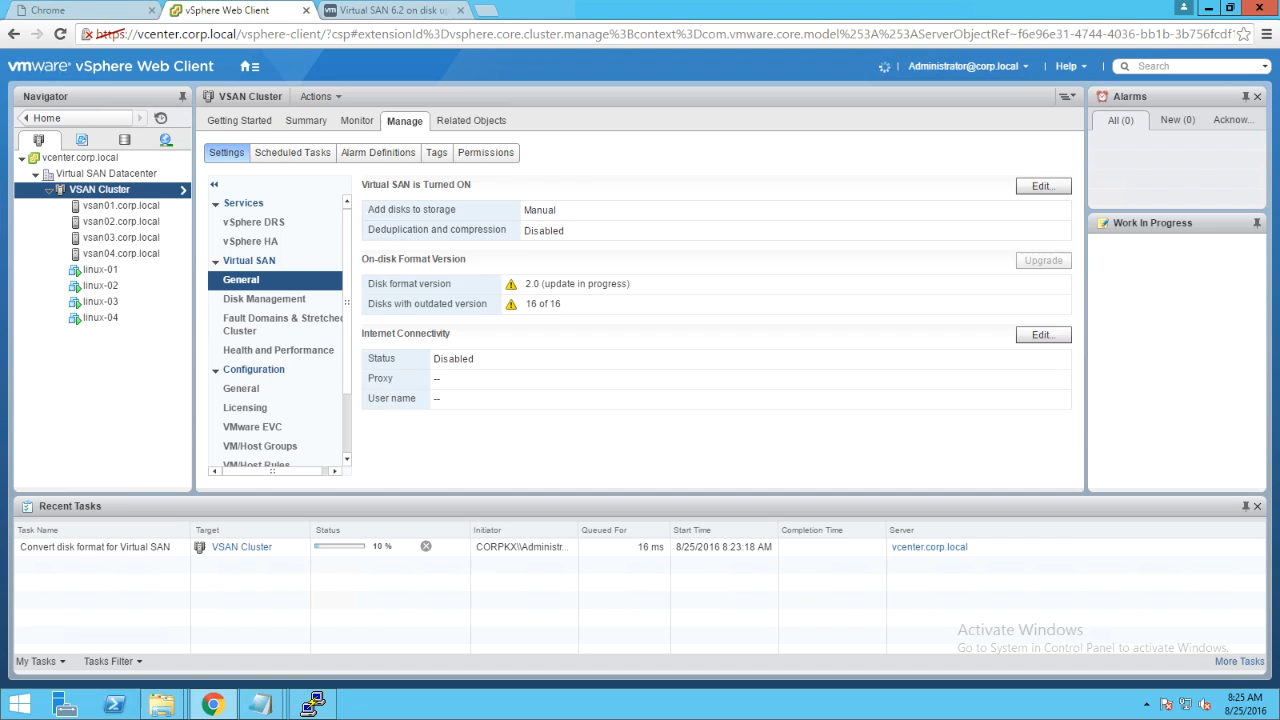 Chrome
vSphere Web Client
Virtual SAN 6.2 on disk up
https://vcenter.corp.local/vsphere-client/?csp#extensionId%3Dvsphere.core.cluster.manage%3Bcontext%3Dcom.vmware.core.model%253A%253AServerObjectRef~f6e96e31-4744-4036-bb1b-3b756fcdf
vmware® vSphere Web Client
Administrator@corp.local
Help
Search
Navigator
Home
vcenter.corp.local
Virtual SAN Datacenter
VSAN Cluster
vsan01.corp.local
vsan02.corp.local
vsan03.corp.local
vsan04.corp.local
linux-01
linux-02
linux-03
linux-04
VSAN Cluster
Actions
Getting Started
Summary
Monitor
Manage
Related Objects
Settings
Scheduled Tasks
Alarm Definitions
Tags
Permissions
Services
vSphere DRS
vSphere HA
Virtual SAN
General
Disk Management
Fault Domains & Stretched
Cluster
Health and Performance
Configuration
General
Licensing
VMware EVC
VM/Host Groups
VM/Host Rules
Virtual SAN is Turned ON
Edit...
Add disks to storage
Manual
Deduplication and compression
Disabled
On-disk Format Version
Upgrade
Disk format version
2.0 (update in progress)
Disks with outdated version
16 of 16
Internet Connectivity
Edit...
Status
Disabled
Proxy
--
User name
--
Alarms
All (0)
New (0)
Acknow...
Work In Progress
Recent Tasks
Task Name
Target
Status
Initiator
Queued For
Start Time
Completion Time
Server
Convert disk format for Virtual SAN
VSAN Cluster
10 %
CORPKX\\Administr...
16 ms
8/25/2016 8:23:18 AM
vcenter.corp.local
Activate Windows
Go to System in Control Panel to activate Windows.
My Tasks
Tasks Filter
More Tasks
8:25 AM
8/25/2016